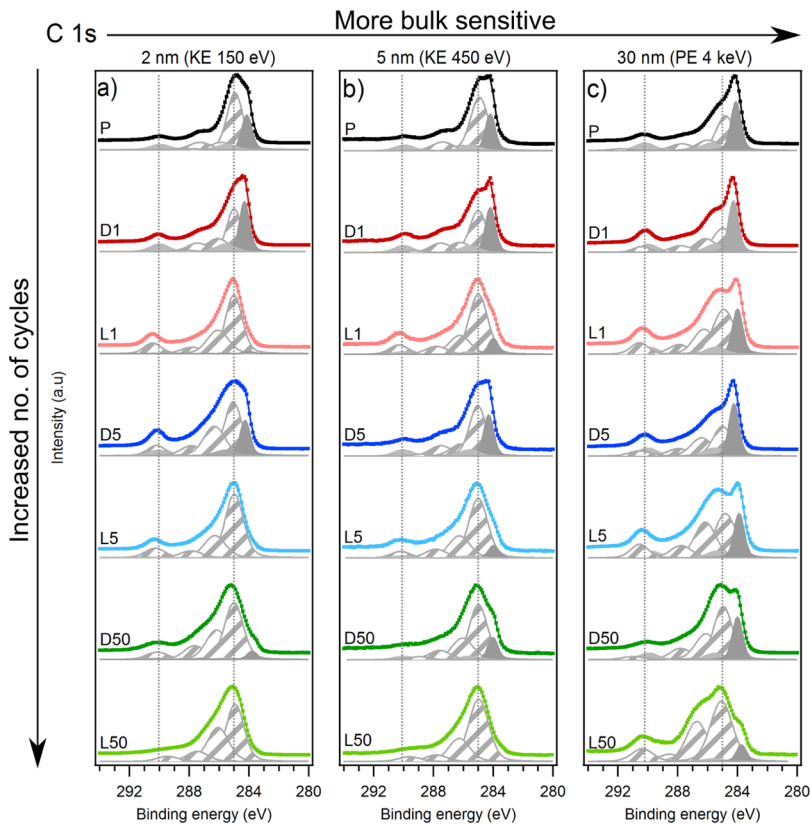 More bulk sensitive
C 1s
2 nm (KE 150 eV) 5 nm (KE 450 eV) 30 nm (PE 4 keV)
a) b) c)
P P P
D1 D1 D1
L1 L1 L1
D5 D5 D5
L5 L5 L5
D50 D50 D50
L50 L50 L50
Increased no. of cycles
Intensity (a.u)
292 288 284 280 292 288 284 280 292 288 284 280
Binding energy (eV) Binding energy (eV) Binding energy (eV)